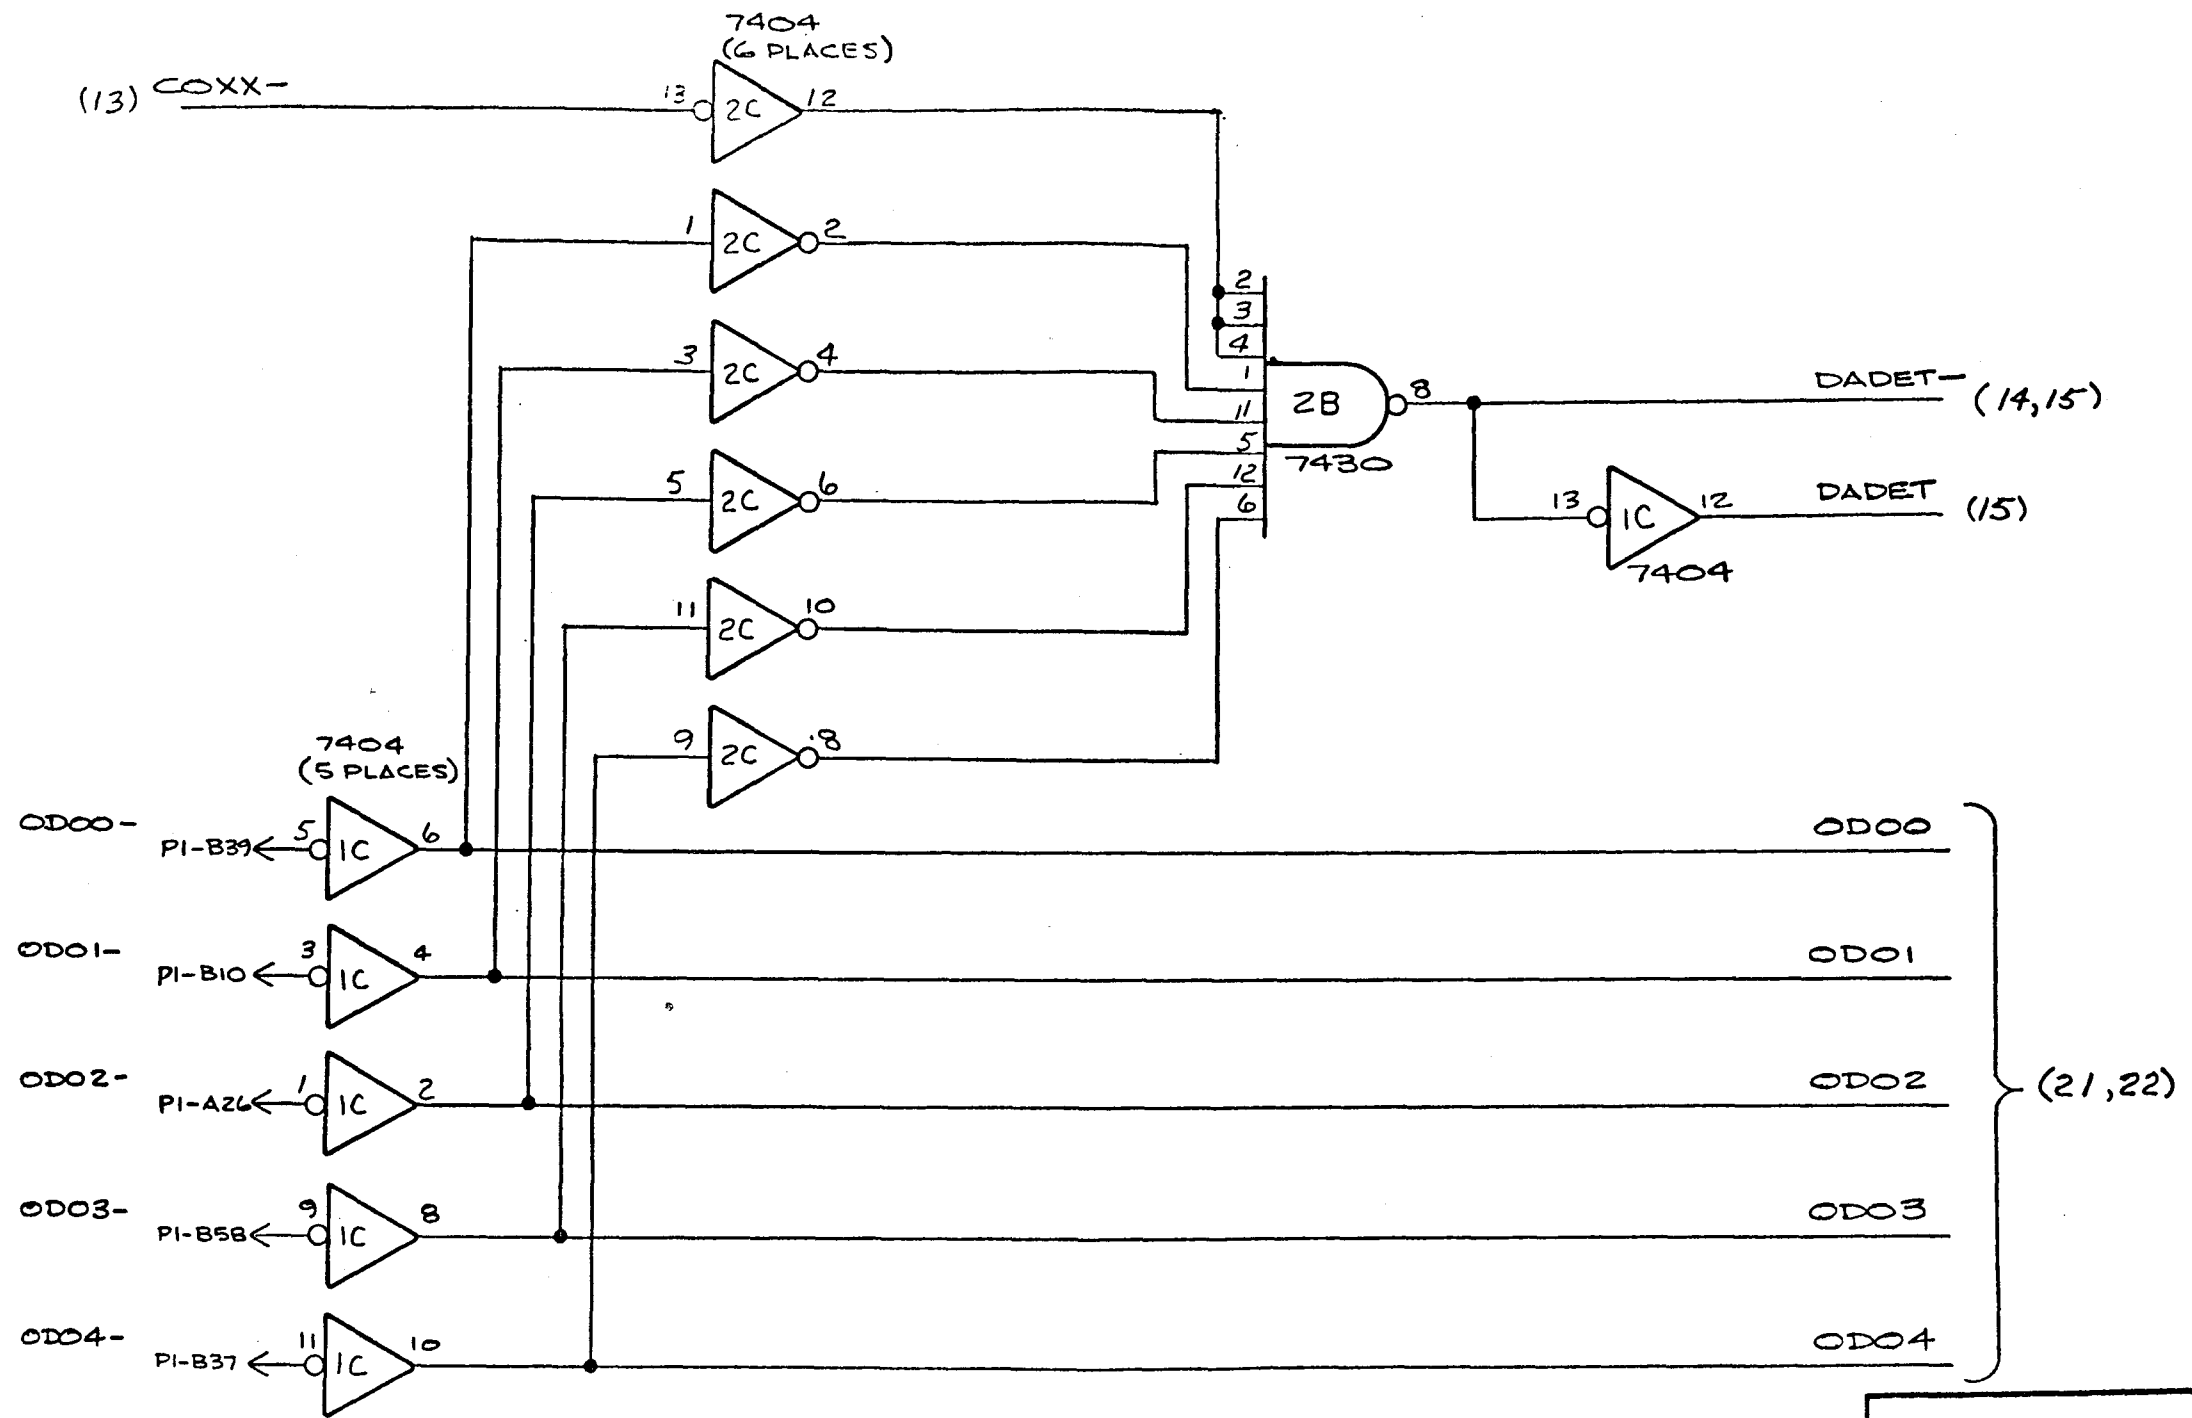 7404
(6 PLACES)
(13) COXX-
13 2C 12
1 2C 2
3 2C 4
5 2C 6
11 2C 10
9 2C 8
2
3
4
1
11
5
12
6
2B
8
7430
DADET- (14,15)
13 1C 12
7404
DADET (15)
7404
(5 PLACES)
OD00-
P1-B39 5 1C 6
OD00
OD01-
P1-B10 3 1C 4
OD01
OD02-
P1-A26 1 1C 2
OD02
(21,22)
OD03-
P1-B58 9 1C 8
OD03
OD04-
P1-B37 11 1C 10
OD04